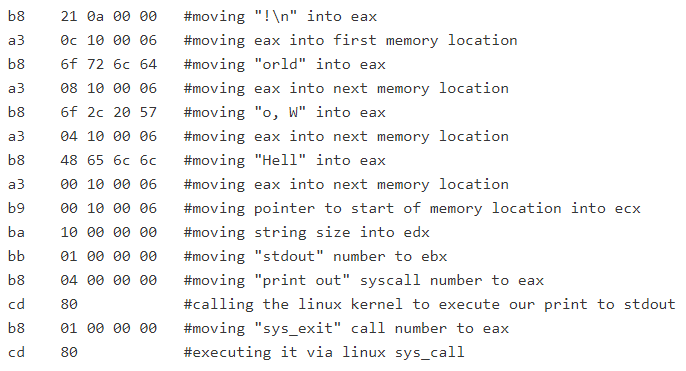 b8 21 0a 00 00 #moving "!\n" into eax
a3 0c 10 00 06 #moving eax into first memory location
b8 6f 72 6c 64 #moving "orld" into eax
a3 08 10 00 06 #moving eax into next memory location
b8 6f 2c 20 57 #moving "o, W" into eax
a3 04 10 00 06 #moving eax into next memory location
b8 48 65 6c 6c #moving "Hell" into eax
a3 00 10 00 06 #moving eax into next memory location
b9 00 10 00 06 #moving pointer to start of memory location into ecx
ba 10 00 00 00 #moving string size into edx
bb 01 00 00 00 #moving "stdout" number to ebx
b8 04 00 00 00 #moving "print out" syscall number to eax
cd 80 #calling the linux kernel to execute our print to stdout
b8 01 00 00 00 #moving "sys_exit" call number to eax
cd 80 #executing it via linux sys_call